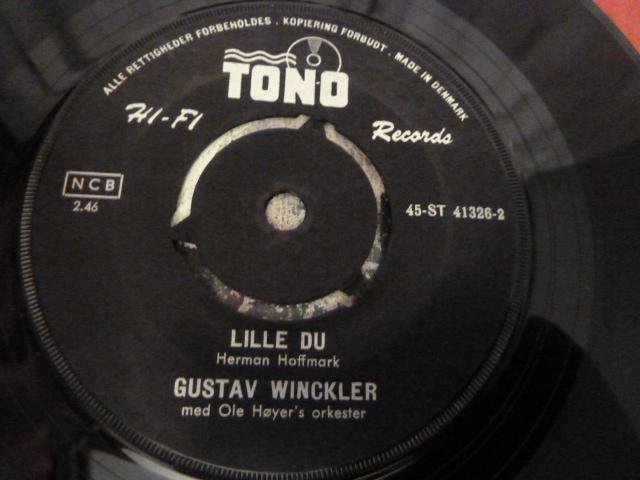 ALLE RETTIGHEDER FORBEHOLDES . KOPIERING FORBUDT . MADE IN DENMARK
TONO
HI-FI Records
NCB
2.46
45-ST 41326-2
LILLE DU
Herman Hoffmark
GUSTAV WINCKLER
med Ole Høyer's orkester